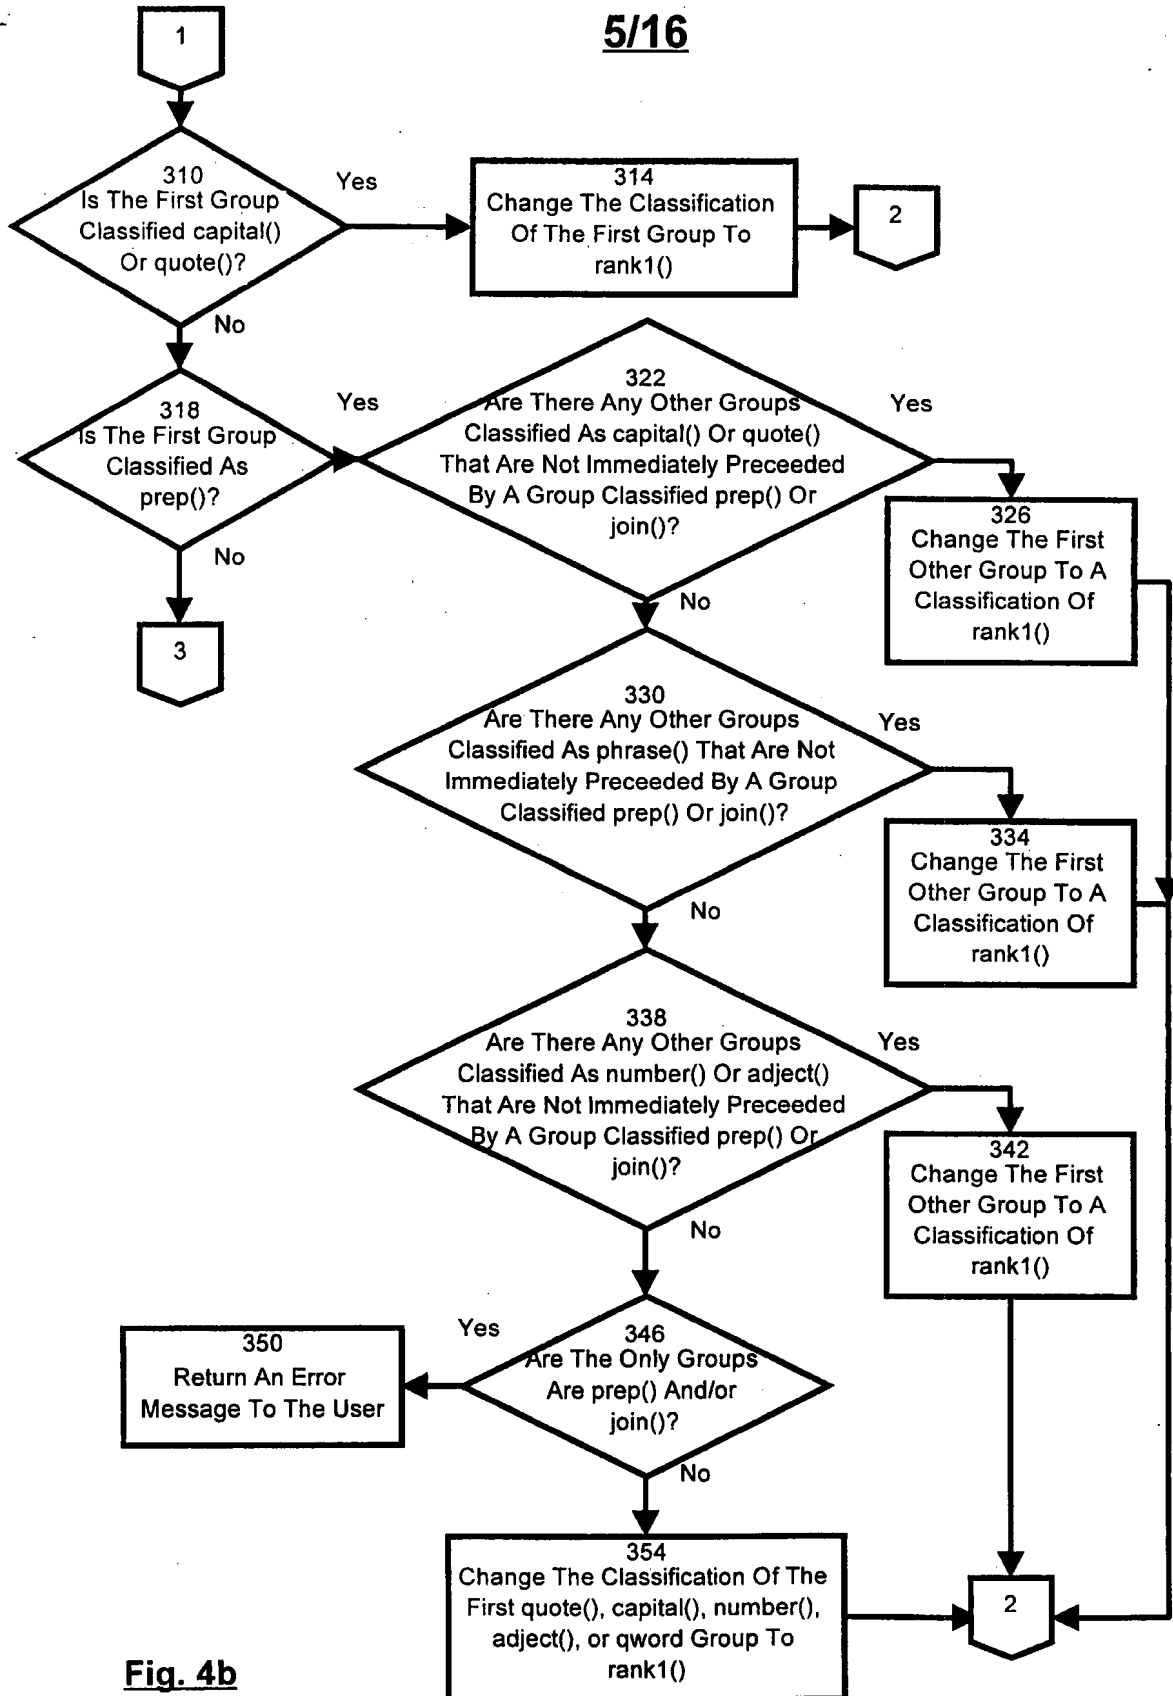 5/16
1
310
Is The First Group
Classified capital()
Or quote()?
Yes
314
Change The Classification
Of The First Group To
rank1()
2
No
318
Is The First Group
Classified As
prep()?
Yes
322
Are There Any Other Groups
Classified As capital() Or quote()
That Are Not Immediately Preceeded
By A Group Classified prep() Or
join()?
Yes
326
Change The First
Other Group To A
Classification Of
rank1()
No
3
No
330
Are There Any Other Groups
Classified As phrase() That Are Not
Immediately Preceeded By A Group
Classified prep() Or join()?
Yes
334
Change The First
Other Group To A
Classification Of
rank1()
No
338
Are There Any Other Groups
Classified As number() Or adject()
That Are Not Immediately Preceeded
By A Group Classified prep() Or
join()?
Yes
342
Change The First
Other Group To A
Classification Of
rank1()
No
346
Are The Only Groups
Are prep() And/or
join()?
Yes
350
Return An Error
Message To The User
No
354
Change The Classification Of The
First quote(), capital(), number(),
adject(), or qword Group To
rank1()
2
Fig. 4b